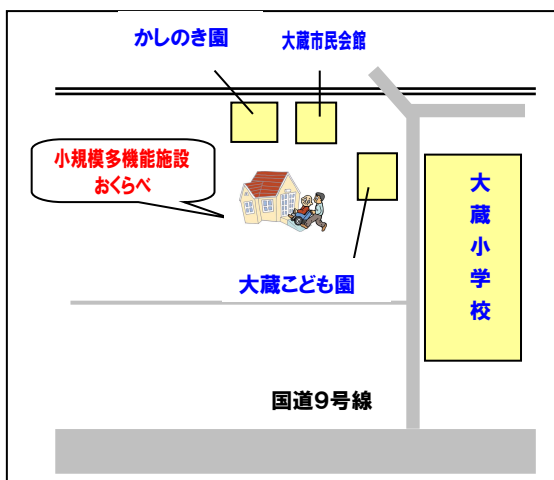 かしのき園
大蔵市民会館
小規模多機能施設
おくらべ
大蔵小学校
大蔵こども園
国道９号線